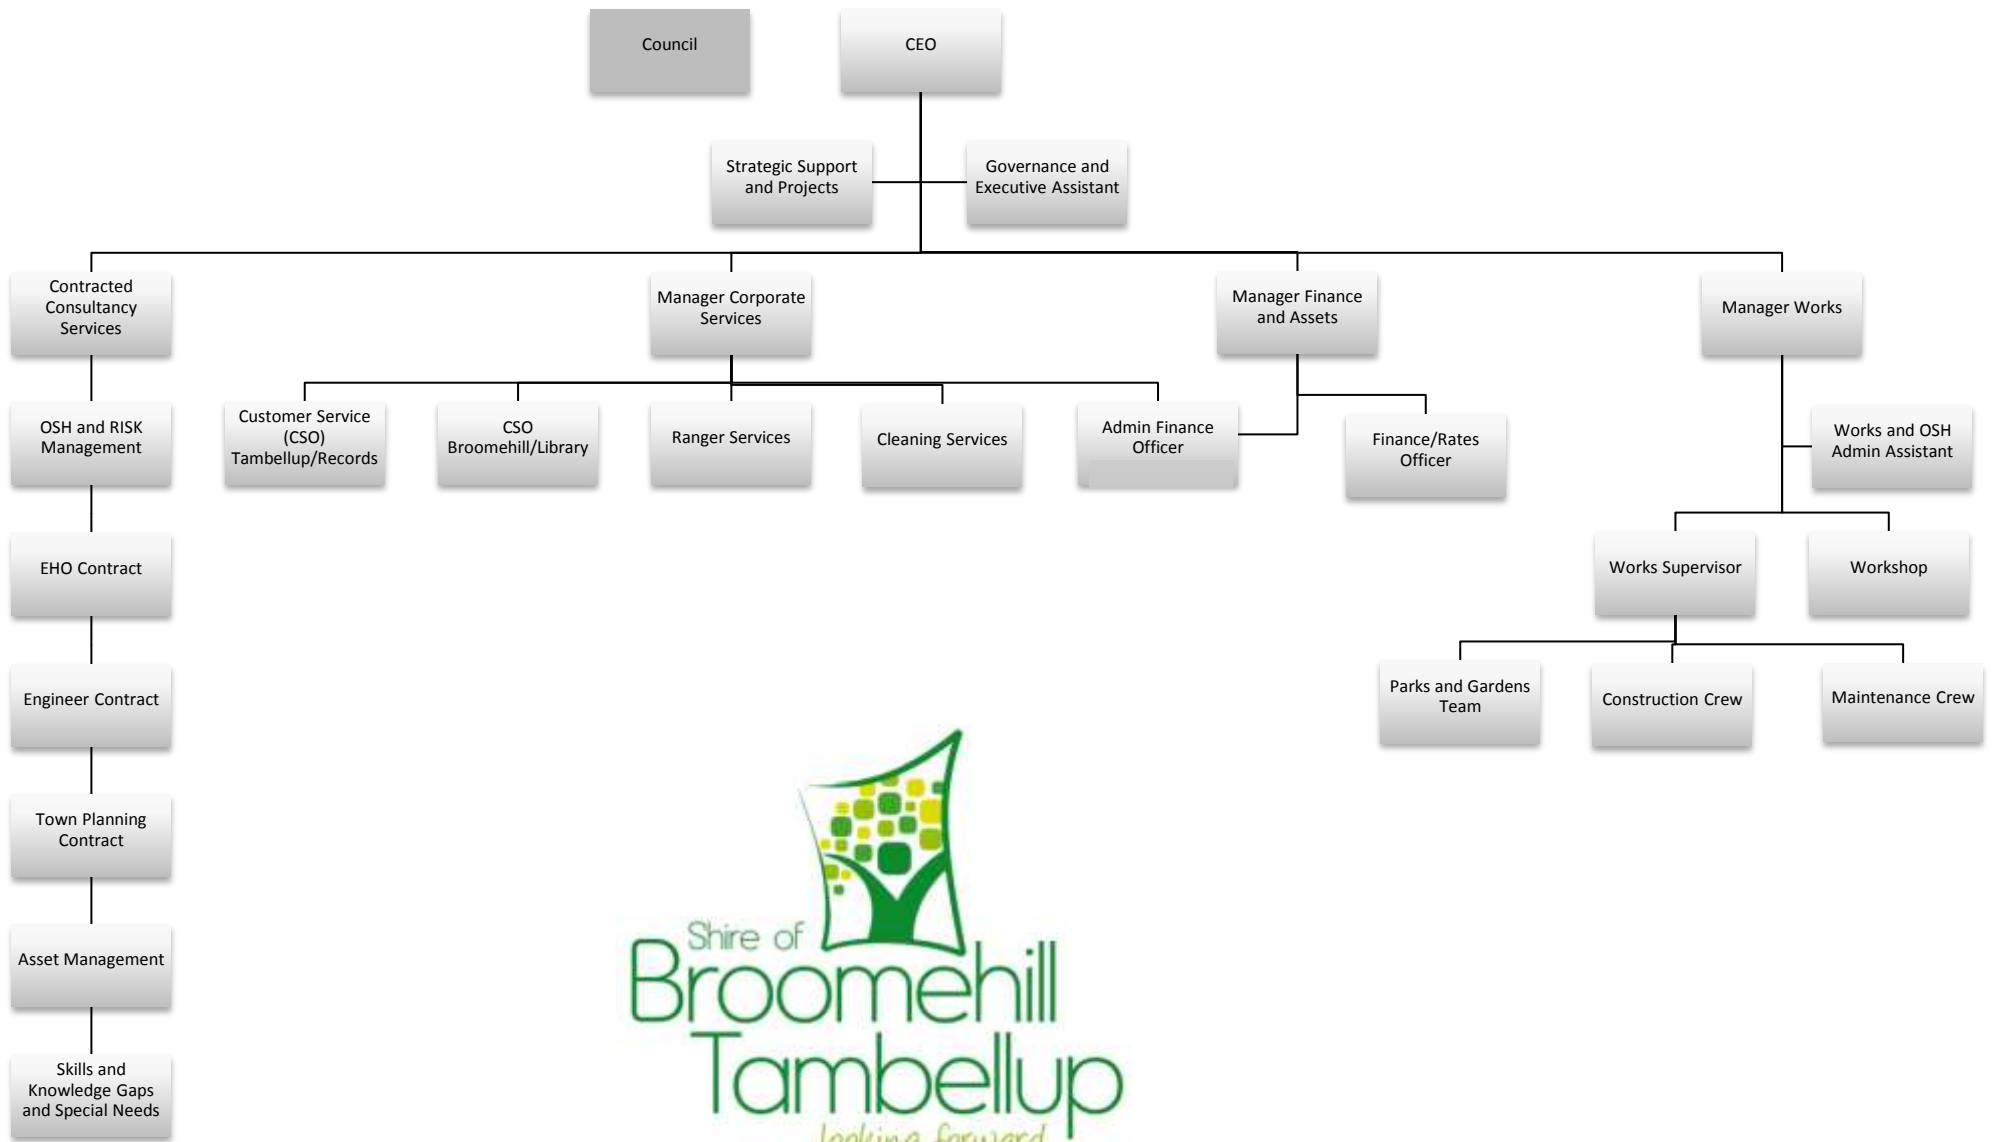 Council
CEO
Strategic Support
and Projects
Governance and
Executive Assistant
Contracted
Consultancy
Services
Manager Corporate
Services
Manager Finance
and Assets
Manager Works
OSH and RISK
Management
Customer Service
(CSO)
Tambellup/Records
CSO
Broomehill/Library
Ranger Services
Cleaning Services
Admin Finance
Officer
Finance/Rates
Officer
Works and OSH
Admin Assistant
EHO Contract
Works Supervisor
Workshop
Engineer Contract
Parks and Gardens
Team
Construction Crew
Maintenance Crew
Town Planning
Contract
Asset Management
Skills and
Knowledge Gaps
and Special Needs
Shire of
Broomehill
Tambellup
looking forward